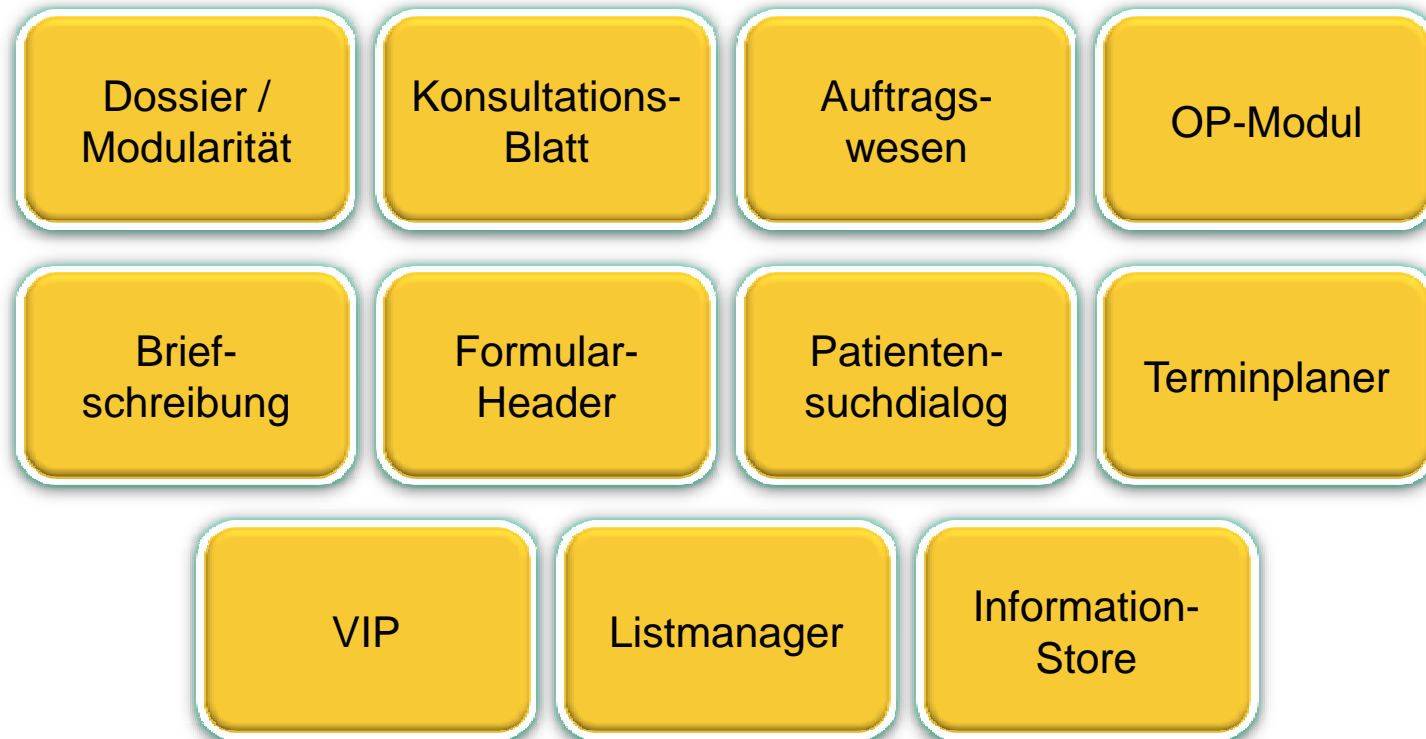 Dossier /
Modularität
Konsultations-
Blatt
Auftrags-
wesen
OP-Modul
Brief-
schreibung
Formular-
Header
Patienten-
suchdialog
Terminplaner
VIP
Listmanager
Information-
Store